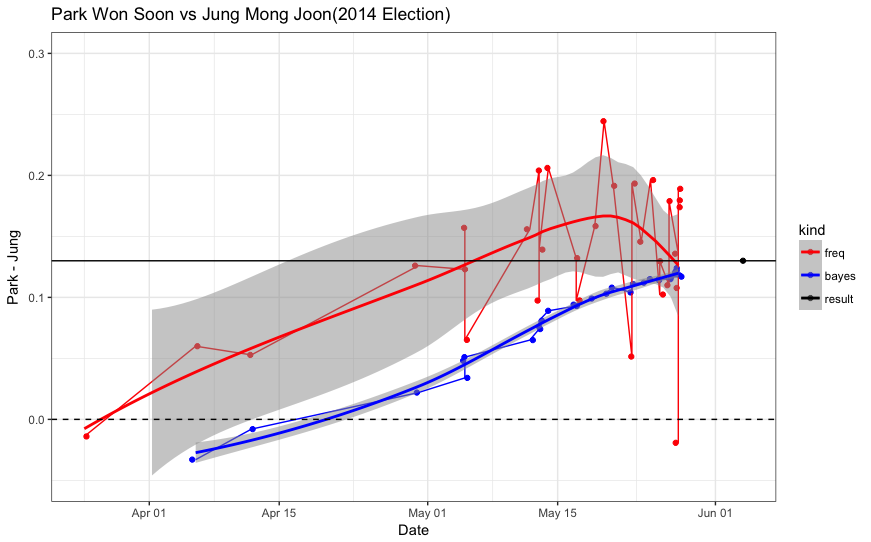 Park Won Soon vs Jung Mong Joon(2014 Election)
0.3
0.2
0.1
0.0
Park - Jung
Apr 01
Apr 15
May 01
May 15
Jun 01
Date
kind
freq
bayes
result